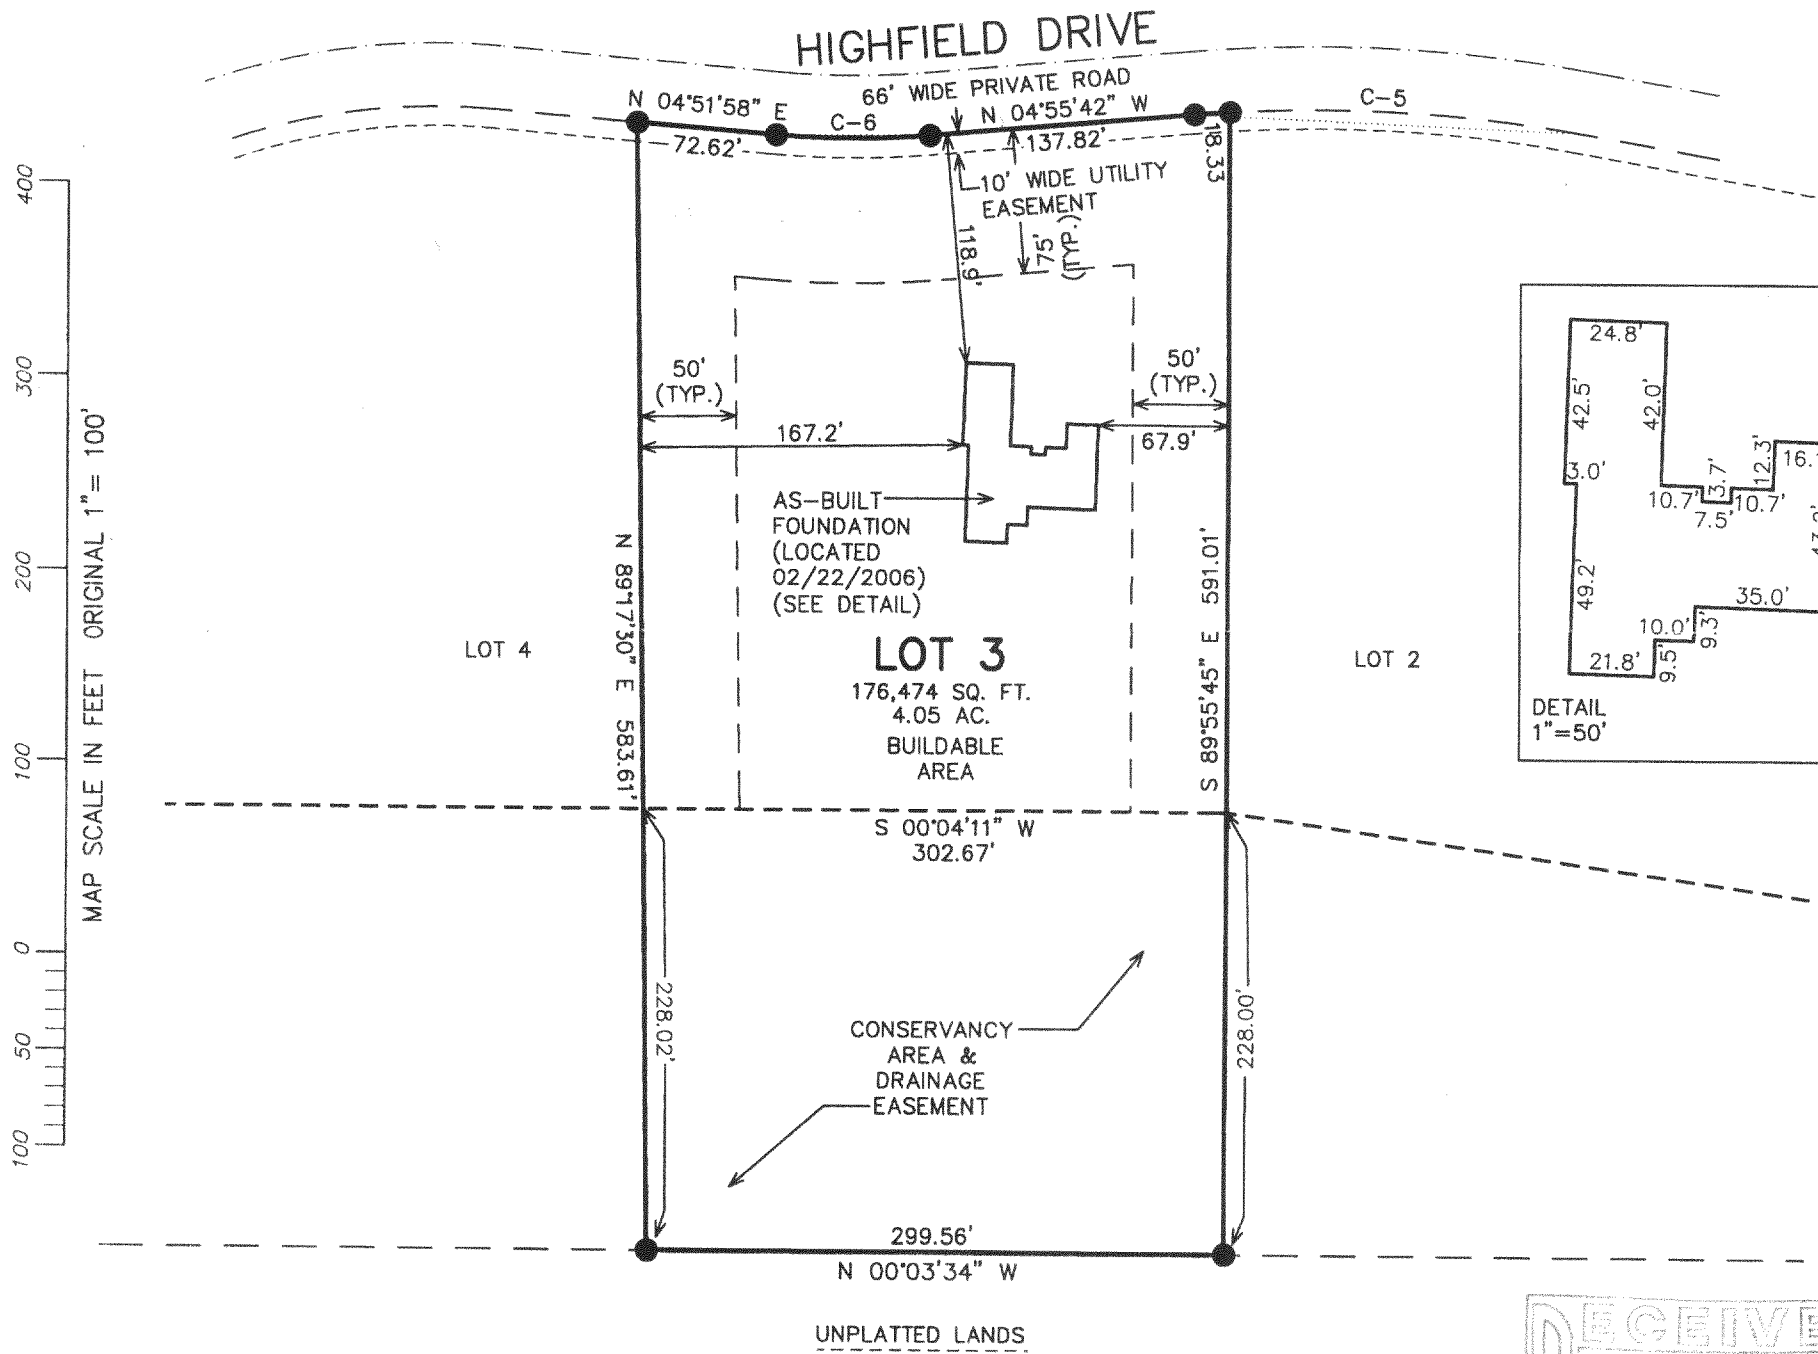 HIGHFIELD DRIVE
66' WIDE PRIVATE ROAD
N 04°51'58" E
72.62'
C-6
N 04°55'42" W
137.82'
18.33
C-5
10' WIDE UTILITY
EASEMENT
118.9'
75'
(TYP.)
400
300
200
100
0
50
100
MAP SCALE IN FEET ORIGINAL 1"= 100'
50'
(TYP.)
50'
(TYP.)
167.2'
67.9'
AS-BUILT
FOUNDATION
(LOCATED
02/22/2006)
(SEE DETAIL)
N 89°17'30" E 583.61'
S 89°55'45" E 591.01'
LOT 4
LOT 3
176,474 SQ. FT.
4.05 AC.
BUILDABLE
AREA
LOT 2
24.8'
42.5'
42.0'
3.0'
10.7'
3.7'
7.5'
10.7'
12.3'
16.
49.2'
35.0'
10.0'
9.3'
9.5'
21.8'
DETAIL
1"=50'
S 00°04'11" W
302.67'
228.02'
228.00'
CONSERVANCY
AREA &
DRAINAGE
EASEMENT
299.56'
N 00°03'34" W
UNPLATTED LANDS
ECEIVE